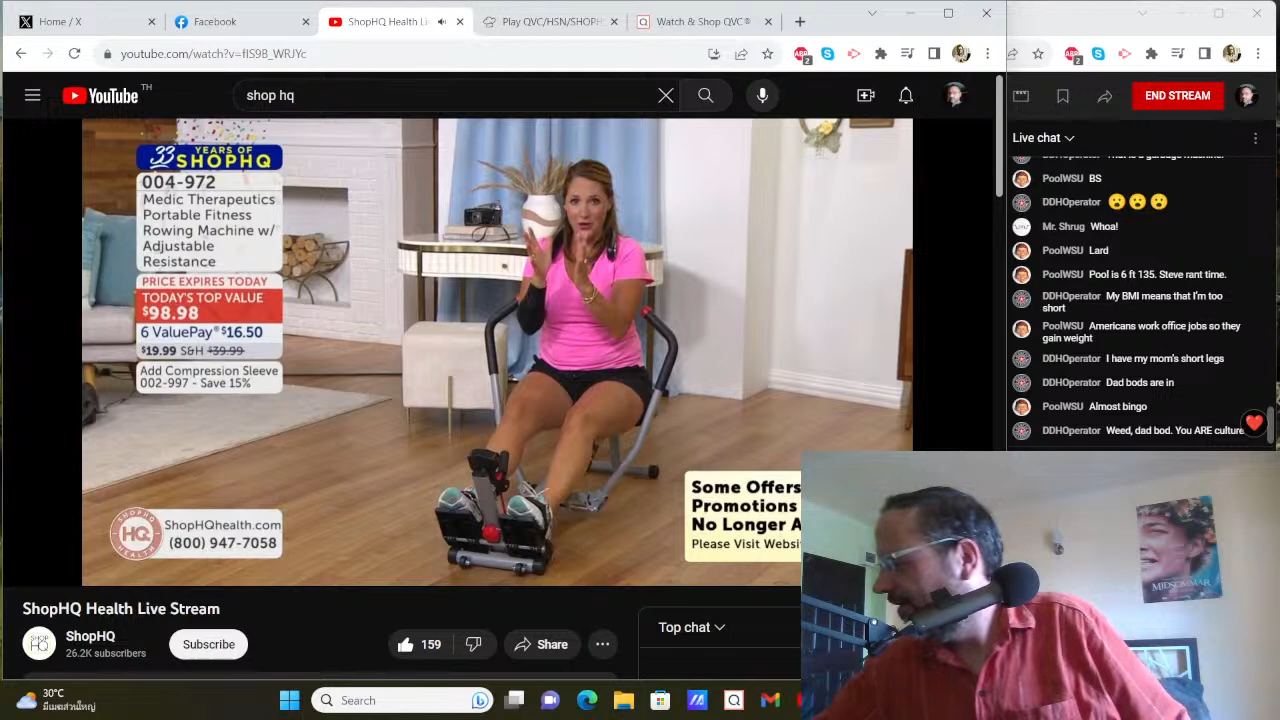 Home / X
Facebook
ShopHQ Health Li
Play QVC/HSN/SHOPH
Watch & Shop QVC®
youtube.com/watch?v=fIS9B_WRJYc
YouTube TH
shop hq
END STREAM
Live chat
33 YEARS OF
SHOPHQ
004-972
Medic Therapeutics
Portable Fitness
Rowing Machine w/
Adjustable
Resistance
PRICE EXPIRES TODAY
TODAY'S TOP VALUE
$98.98
6 ValuePay® $16.50
$19.99 S&H $39.99
Add Compression Sleeve
002-997 - Save 15%
SHOPHQ
HQ
HEALTH
ShopHQhealth.com
(800) 947-7058
Some Offers
Promotions
No Longer A
Please Visit Websi
PoolWSU BS
DDHOperator 😮😮😮
Mr. Shrug Whoa!
PoolWSU Lard
PoolWSU Pool is 6 ft 135. Steve rant time.
DDHOperator My BMI means that I'm too
short
PoolWSU Americans work office jobs so they
gain weight
DDHOperator I have my mom's short legs
DDHOperator Dad bods are in
PoolWSU Almost bingo
DDHOperator Weed, dad bod. You ARE culture
MIDSOMMAR
ShopHQ Health Live Stream
SHOP
HQ
ShopHQ
26.2K subscribers
Subscribe
159
Share
Top chat
30°C
Search